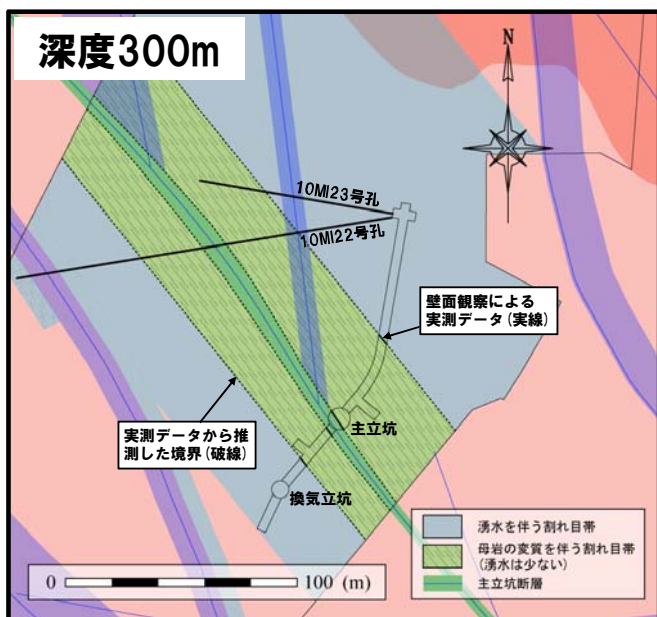 深度300m
N
10MI23号孔
10MI22号孔
壁面観察による
実測データ(実線)
実測データから推
測した境界(破線)
主立坑
換気立坑
0 100 (m)
湧水を伴う割れ目帯
母岩の変質を伴う割れ目帯
(湧水は少ない)
主立坑断層